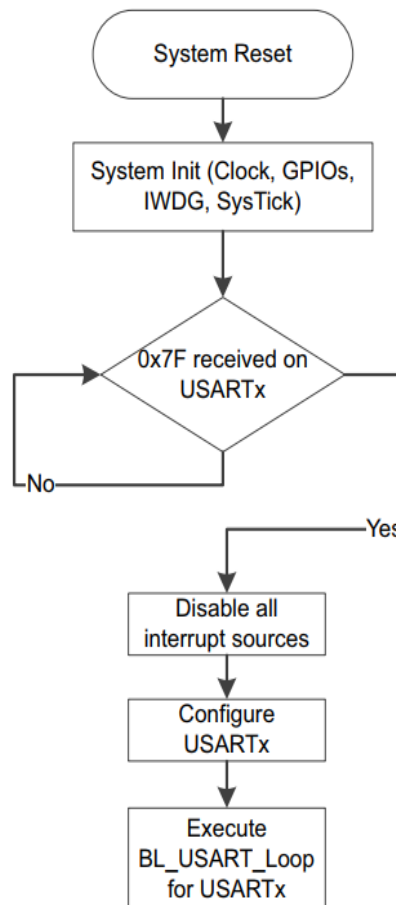 System Reset
System Init (Clock, GPIOs,
IWDG, SysTick)
0x7F received on
USARTx
No
Yes
Disable all
interrupt sources
Configure
USARTx
Execute
BL_USART_Loop
for USARTx